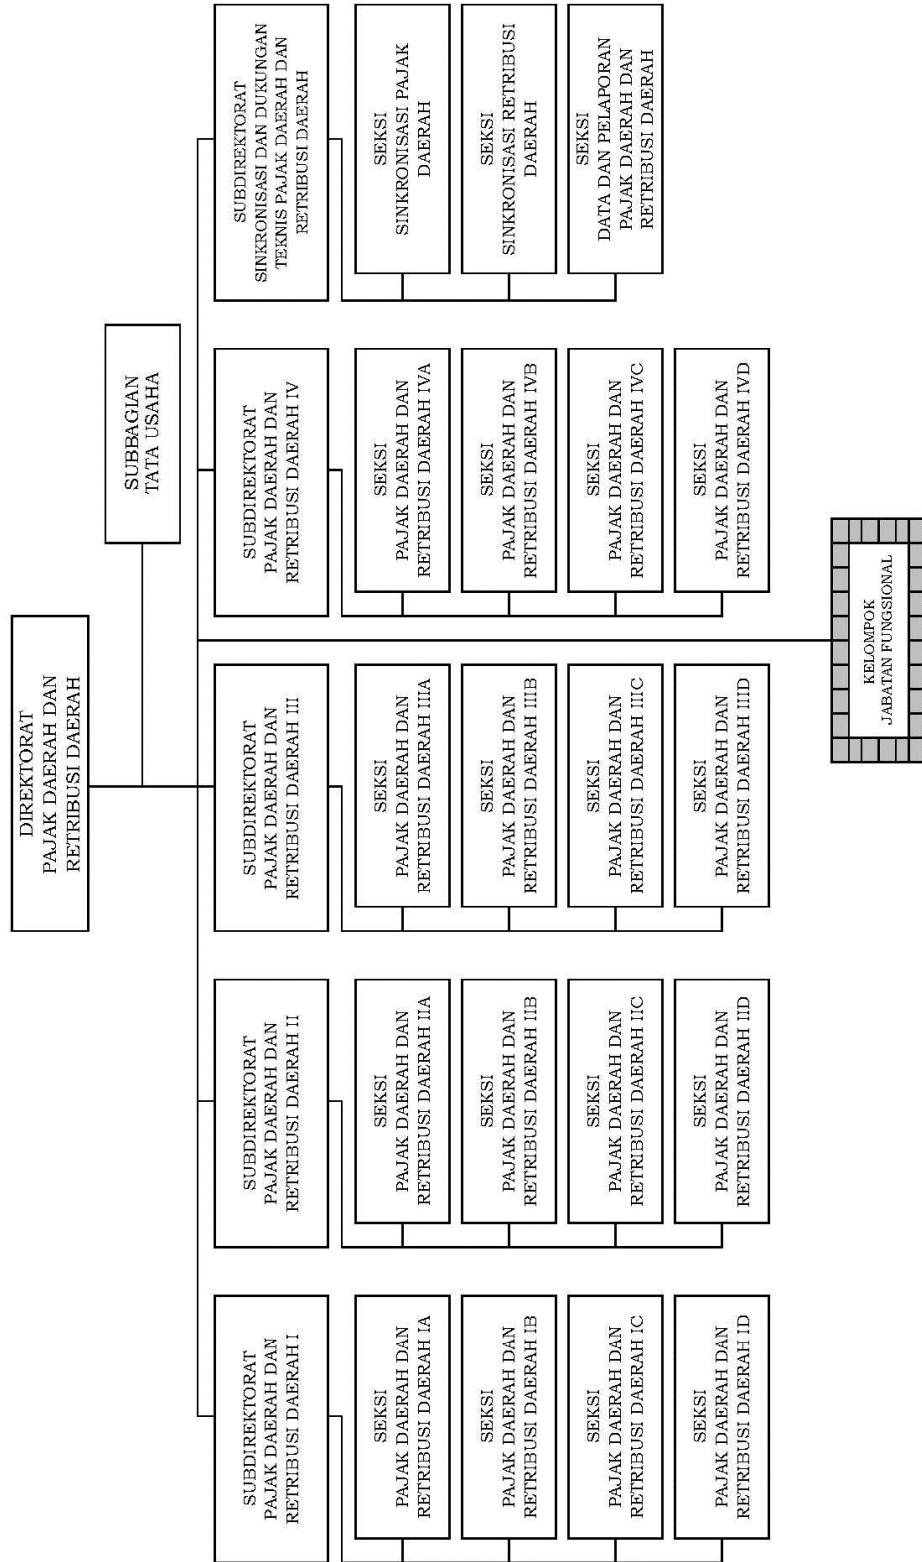 DIREKTORAT
PAJAK DAERAH DAN
RETRIBUSI DAERAH
SUBBAGIAN
TATA USAHA
SUBDIREKTORAT
PAJAK DAERAH DAN
RETRIBUSI DAERAH I
SEKSI
PAJAK DAERAH DAN
RETRIBUSI DAERAH IA
SEKSI
PAJAK DAERAH DAN
RETRIBUSI DAERAH IB
SEKSI
PAJAK DAERAH DAN
RETRIBUSI DAERAH IC
SEKSI
PAJAK DAERAH DAN
RETRIBUSI DAERAH ID
SUBDIREKTORAT
PAJAK DAERAH DAN
RETRIBUSI DAERAH II
SEKSI
PAJAK DAERAH DAN
RETRIBUSI DAERAH IIA
SEKSI
PAJAK DAERAH DAN
RETRIBUSI DAERAH IIB
SEKSI
PAJAK DAERAH DAN
RETRIBUSI DAERAH IIC
SEKSI
PAJAK DAERAH DAN
RETRIBUSI DAERAH IID
SUBDIREKTORAT
PAJAK DAERAH DAN
RETRIBUSI DAERAH III
SEKSI
PAJAK DAERAH DAN
RETRIBUSI DAERAH IIIA
SEKSI
PAJAK DAERAH DAN
RETRIBUSI DAERAH IIIB
SEKSI
PAJAK DAERAH DAN
RETRIBUSI DAERAH IIIC
SEKSI
PAJAK DAERAH DAN
RETRIBUSI DAERAH IIID
SUBDIREKTORAT
PAJAK DAERAH DAN
RETRIBUSI DAERAH IV
SEKSI
PAJAK DAERAH DAN
RETRIBUSI DAERAH IVA
SEKSI
PAJAK DAERAH DAN
RETRIBUSI DAERAH IVB
SEKSI
PAJAK DAERAH DAN
RETRIBUSI DAERAH IVC
SEKSI
PAJAK DAERAH DAN
RETRIBUSI DAERAH IVD
SUBDIREKTORAT
SINKRONISASI DAN DUKUNGAN
TEKNIS PAJAK DAERAH DAN
RETRIBUSI DAERAH
SEKSI
SINKRONISASI PAJAK
DAERAH
SEKSI
SINKRONISASI RETRIBUSI
DAERAH
SEKSI
DATA DAN PELAPORAN
PAJAK DAERAH DAN
RETRIBUSI DAERAH
KELOMPOK
JABATAN FUNGSIONAL